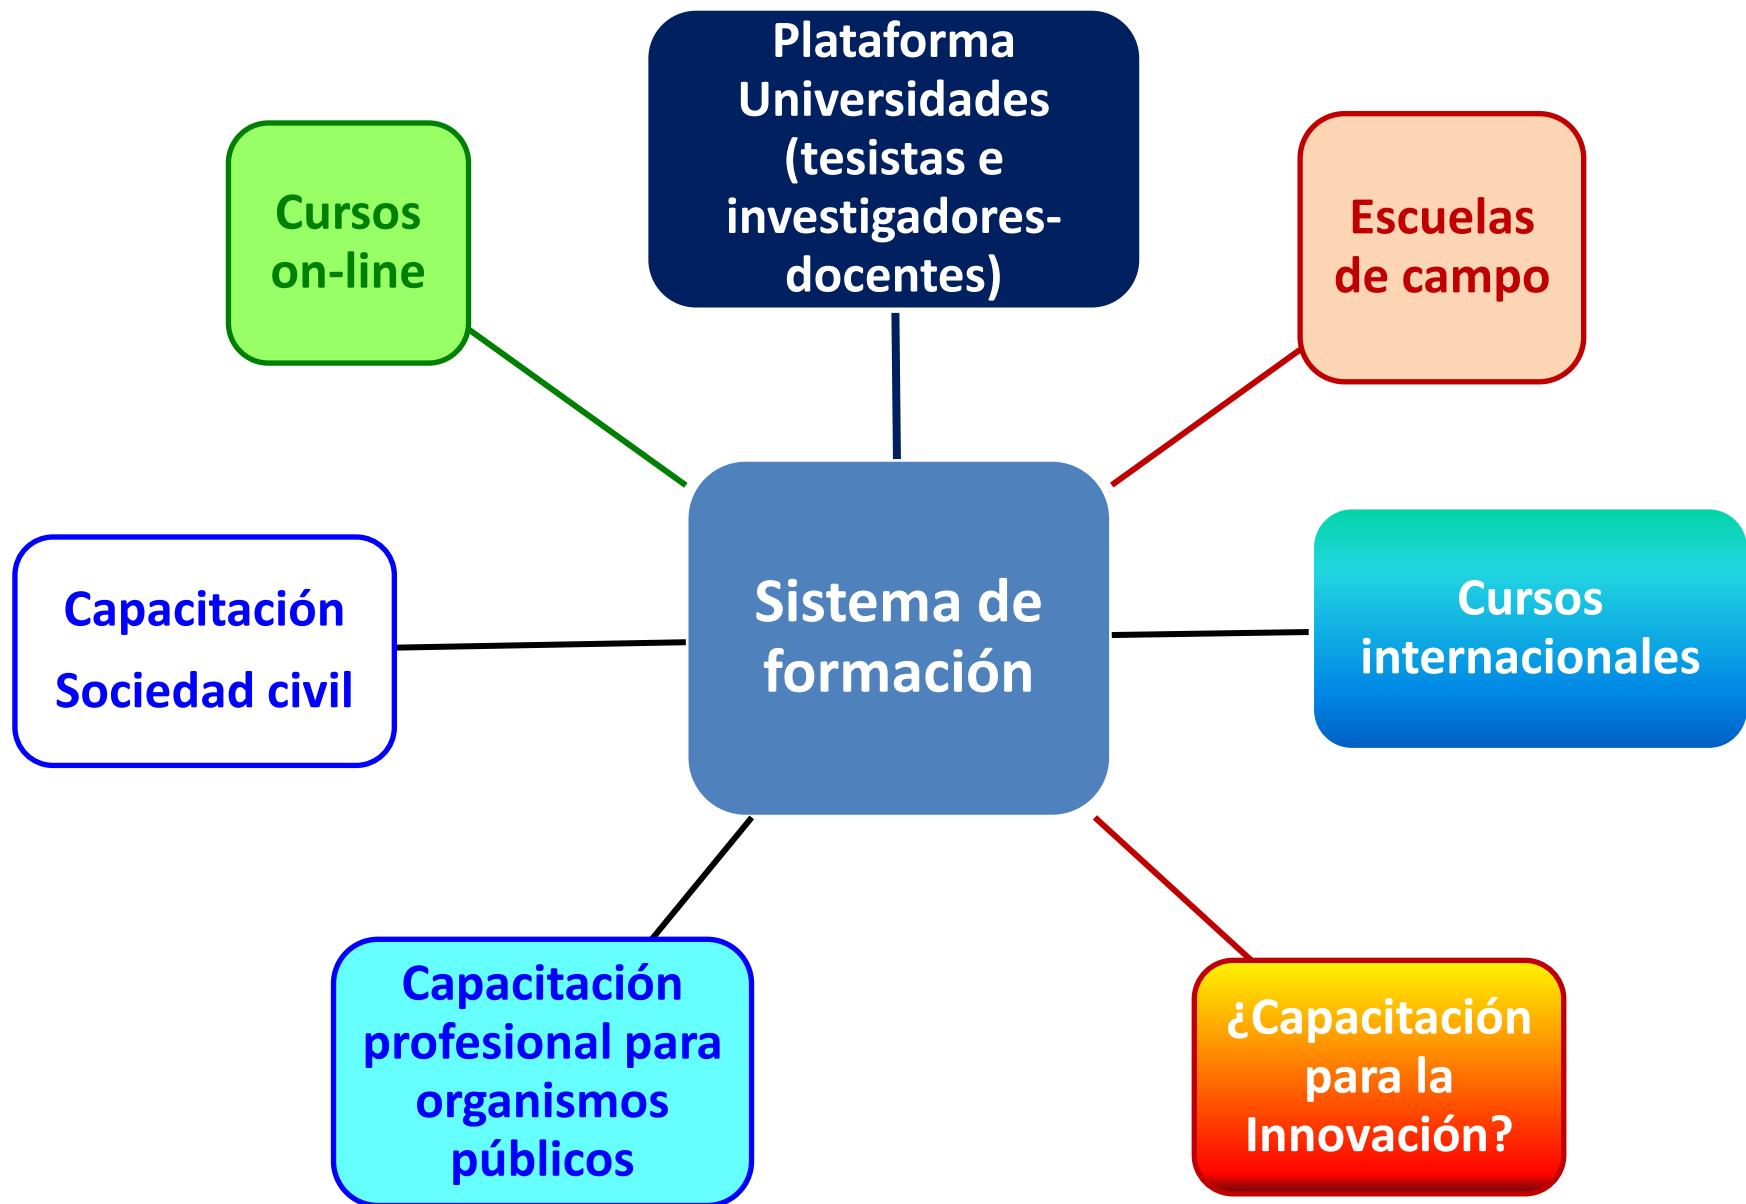 Plataforma
Universidades
(tesistas e
investigadores-
docentes)
Cursos
on-line
Escuelas
de campo
Sistema de
formación
Capacitación
Sociedad civil
Cursos
internacionales
Capacitación
profesional para
organismos
públicos
¿Capacitación
para la
Innovación?